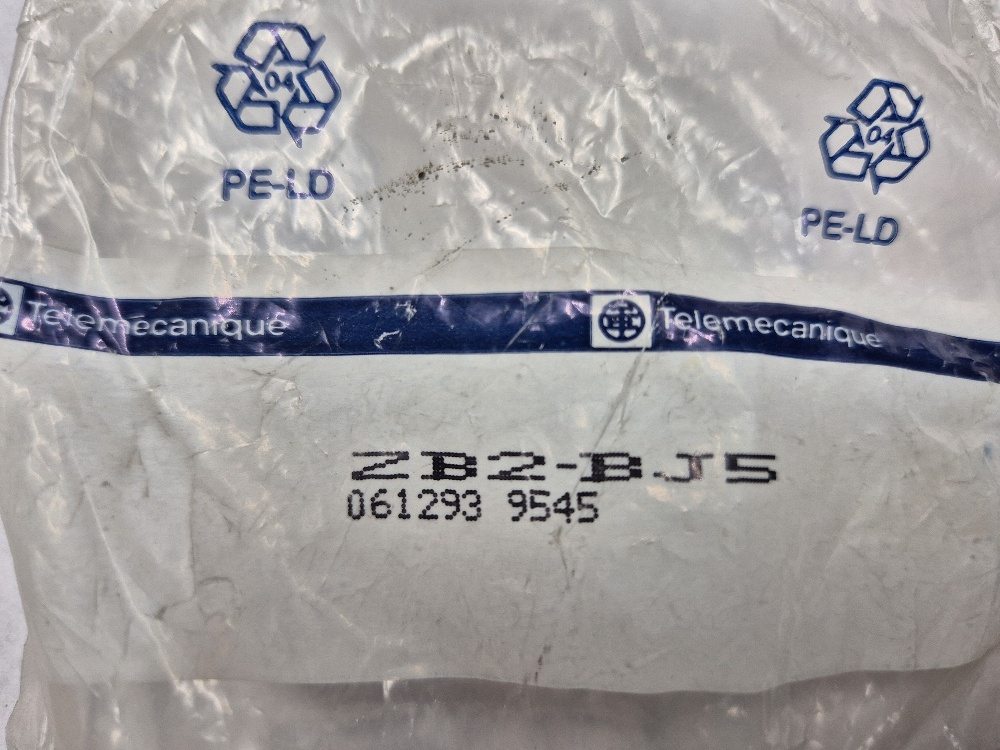 04
04
PE-LD
PE-LD
Telemecanique
Telemecanique
ZB2-BJ5
061293 9545